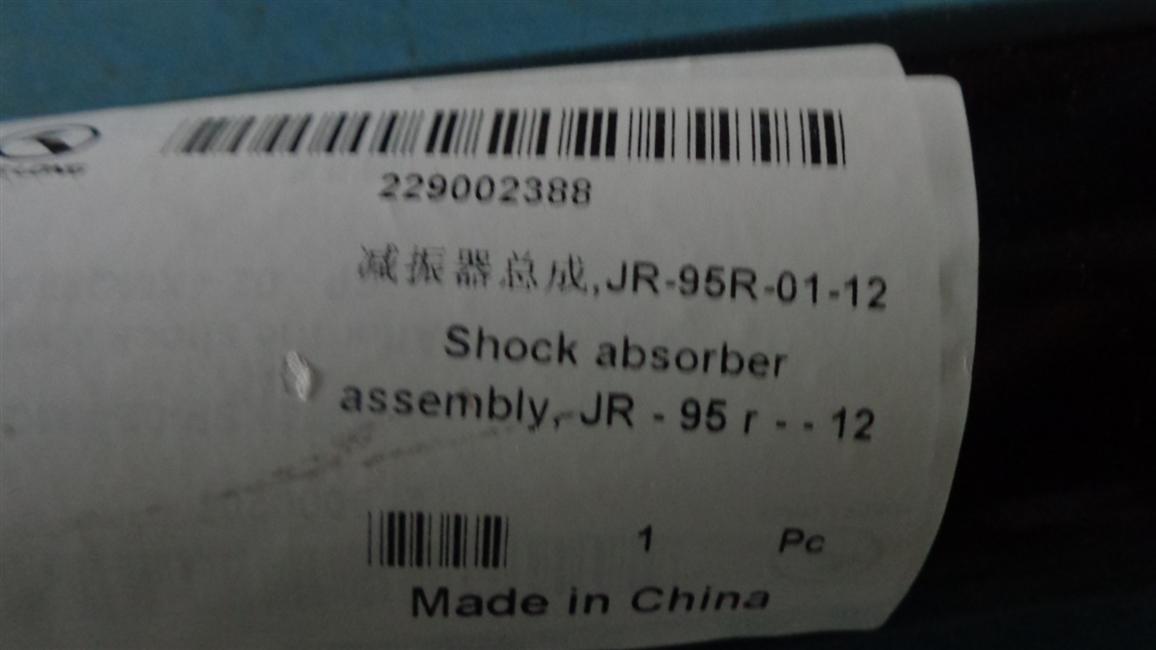 229002388
减振器总成,JR-95R-01-12
Shock absorber
assembly, JR - 95 r - - 12
1 Pc
Made in China